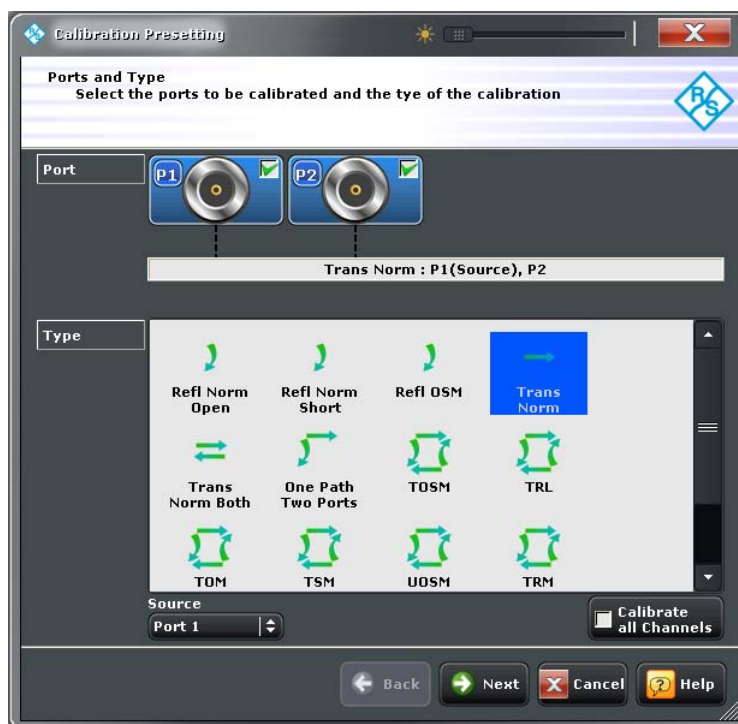 Calibration Presetting
Ports and Type
Select the ports to be calibrated and the tye of the calibration
R/S
Port
P1
P2
Trans Norm : P1(Source), P2
Type
Refl Norm Open
Refl Norm Short
Refl OSM
Trans Norm
Trans Norm Both
One Path Two Ports
TOSM
TRL
TOM
TSM
UOSM
TRM
Source
Port 1
Calibrate
all Channels
Back
Next
Cancel
Help